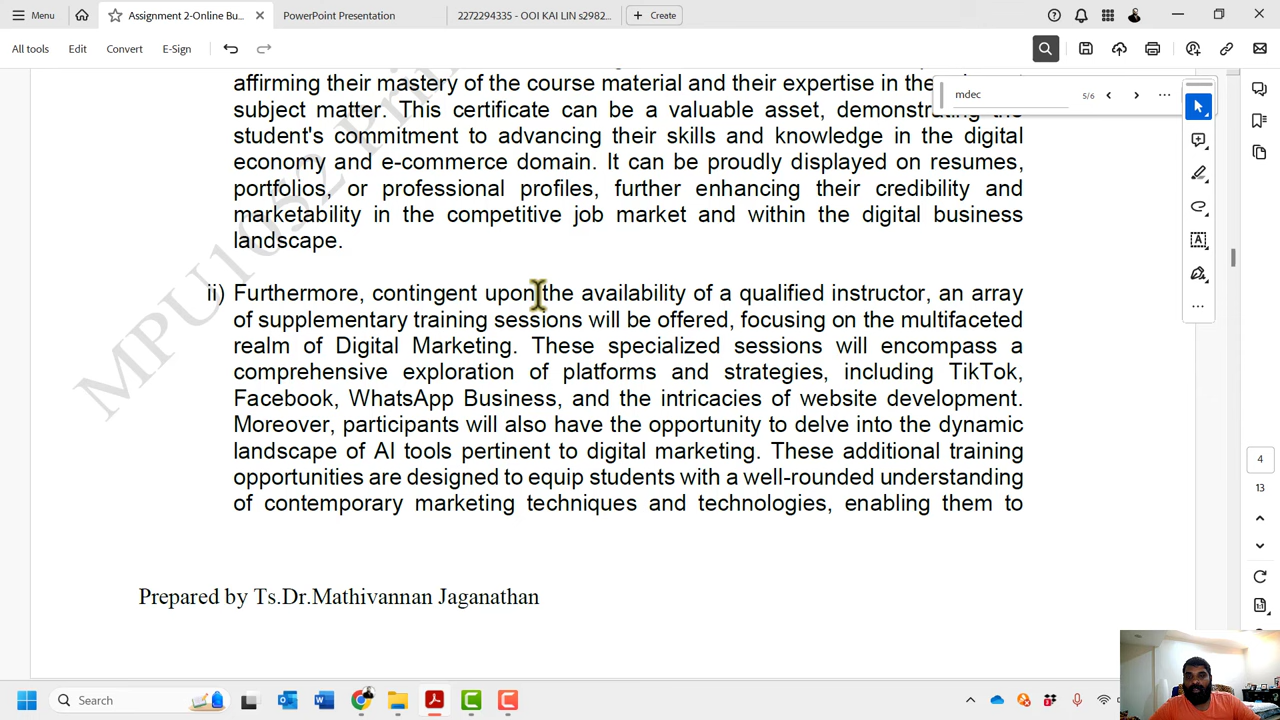 Menu
Assignment 2-Online Bu...
PowerPoint Presentation
2272294335 - OOI KAI LIN s2982...
Create
All tools Edit Convert E-Sign
mdec 5/6
affirming their mastery of the course material and their expertise in the
subject matter. This certificate can be a valuable asset, demonstrating the
student's commitment to advancing their skills and knowledge in the digital
economy and e-commerce domain. It can be proudly displayed on resumes,
portfolios, or professional profiles, further enhancing their credibility and
marketability in the competitive job market and within the digital business
landscape.
ii) Furthermore, contingent upon the availability of a qualified instructor, an array
of supplementary training sessions will be offered, focusing on the multifaceted
realm of Digital Marketing. These specialized sessions will encompass a
comprehensive exploration of platforms and strategies, including TikTok,
Facebook, WhatsApp Business, and the intricacies of website development.
Moreover, participants will also have the opportunity to delve into the dynamic
landscape of AI tools pertinent to digital marketing. These additional training
opportunities are designed to equip students with a well-rounded understanding
of contemporary marketing techniques and technologies, enabling them to
MPU1052
Prepared by Ts.Dr.Mathivannan Jaganathan
4
13
Search